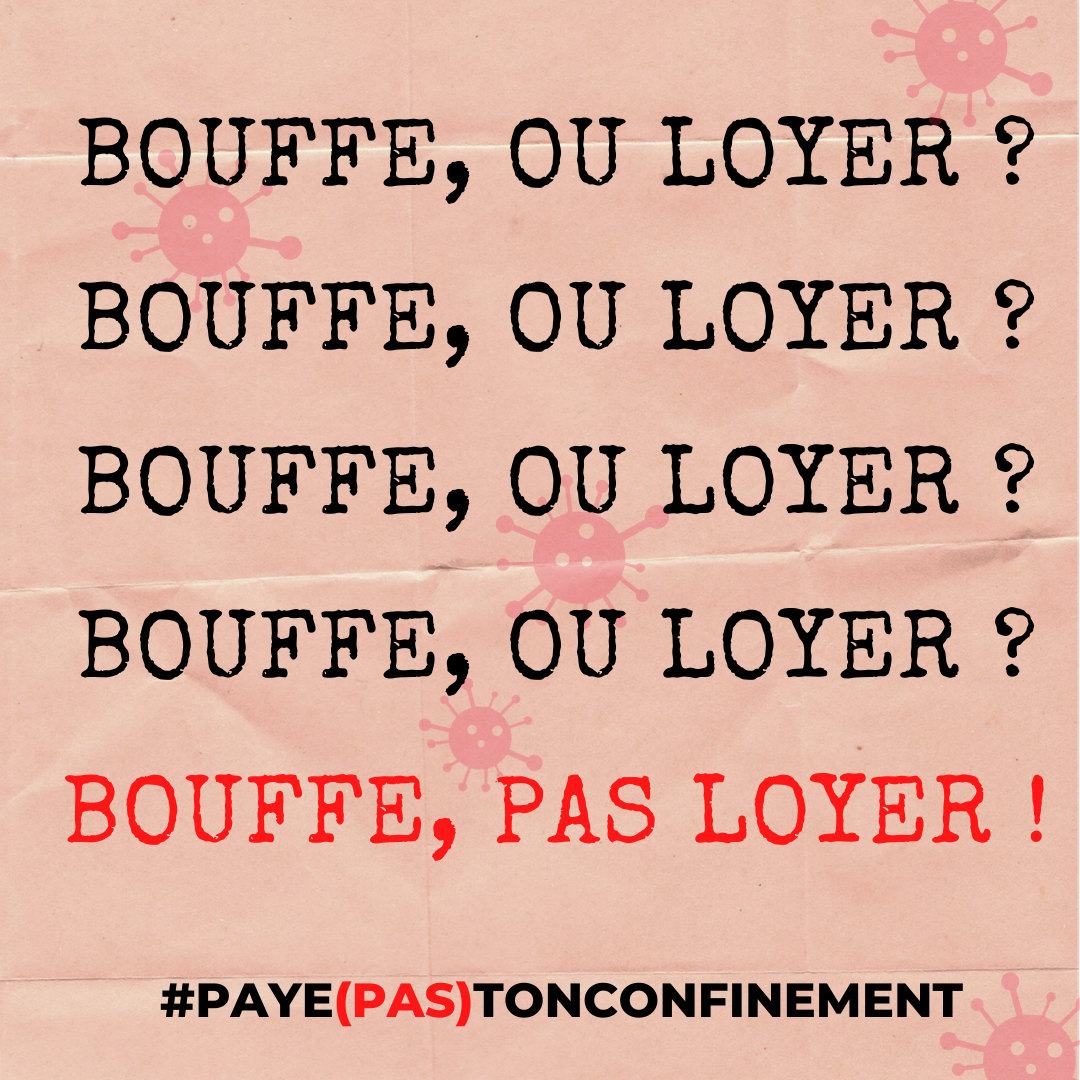 BOUFFE, OU LOYER ?
BOUFFE, OU LOYER ?
BOUFFE, OU LOYER ?
BOUFFE, OU LOYER ?
BOUFFE, PAS LOYER !
#PAYE(PAS)TONCONFINEMENT